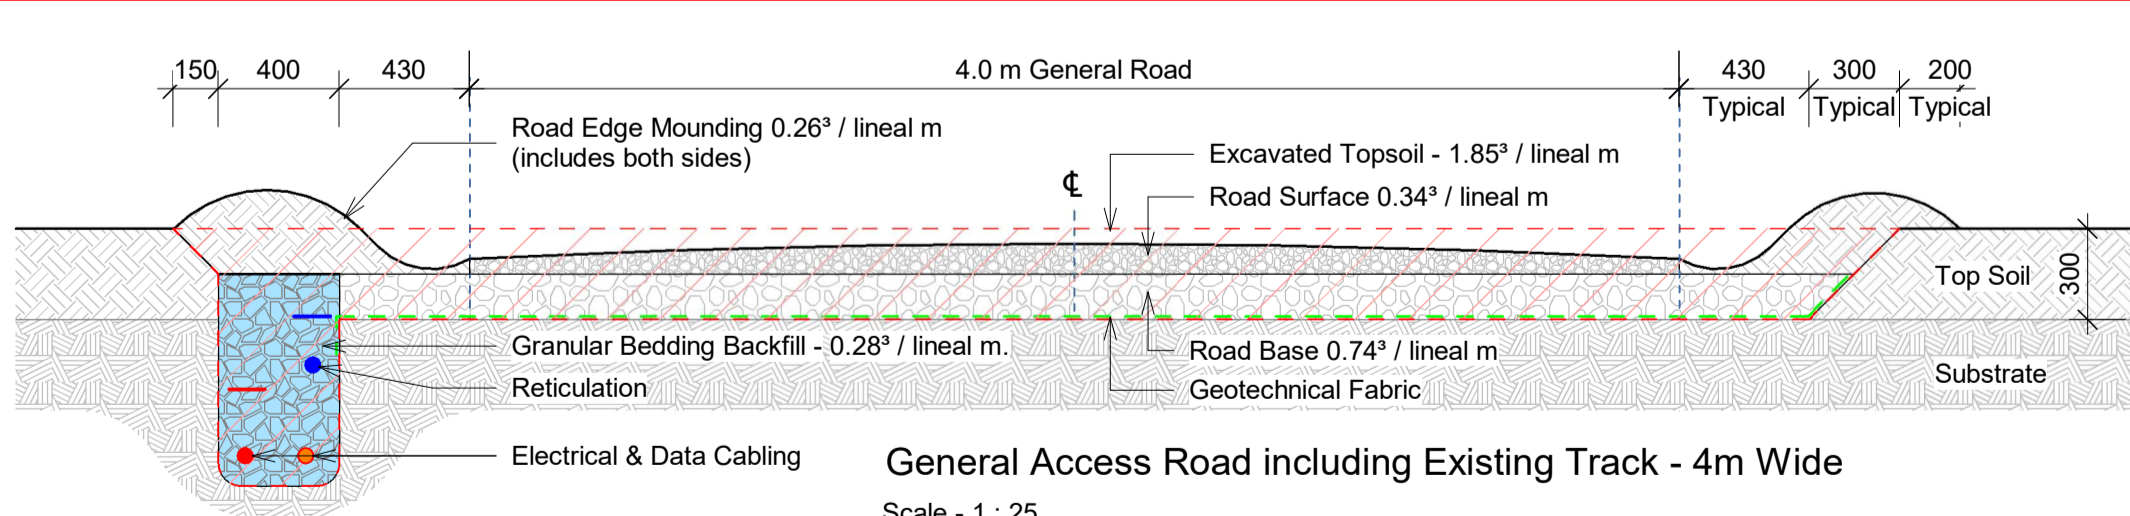 150 400 430 4.0 m General Road 430 300 200
Typical Typical Typical
Road Edge Mounding 0.26³ / lineal m
(includes both sides)
Excavated Topsoil - 1.85³ / lineal m
℄
Road Surface 0.34³ / lineal m
Top Soil
300
Granular Bedding Backfill - 0.28³ / lineal m.
Road Base 0.74³ / lineal m
Reticulation
Geotechnical Fabric
Substrate
Electrical & Data Cabling
General Access Road including Existing Track - 4m Wide
Scale - 1 : 25